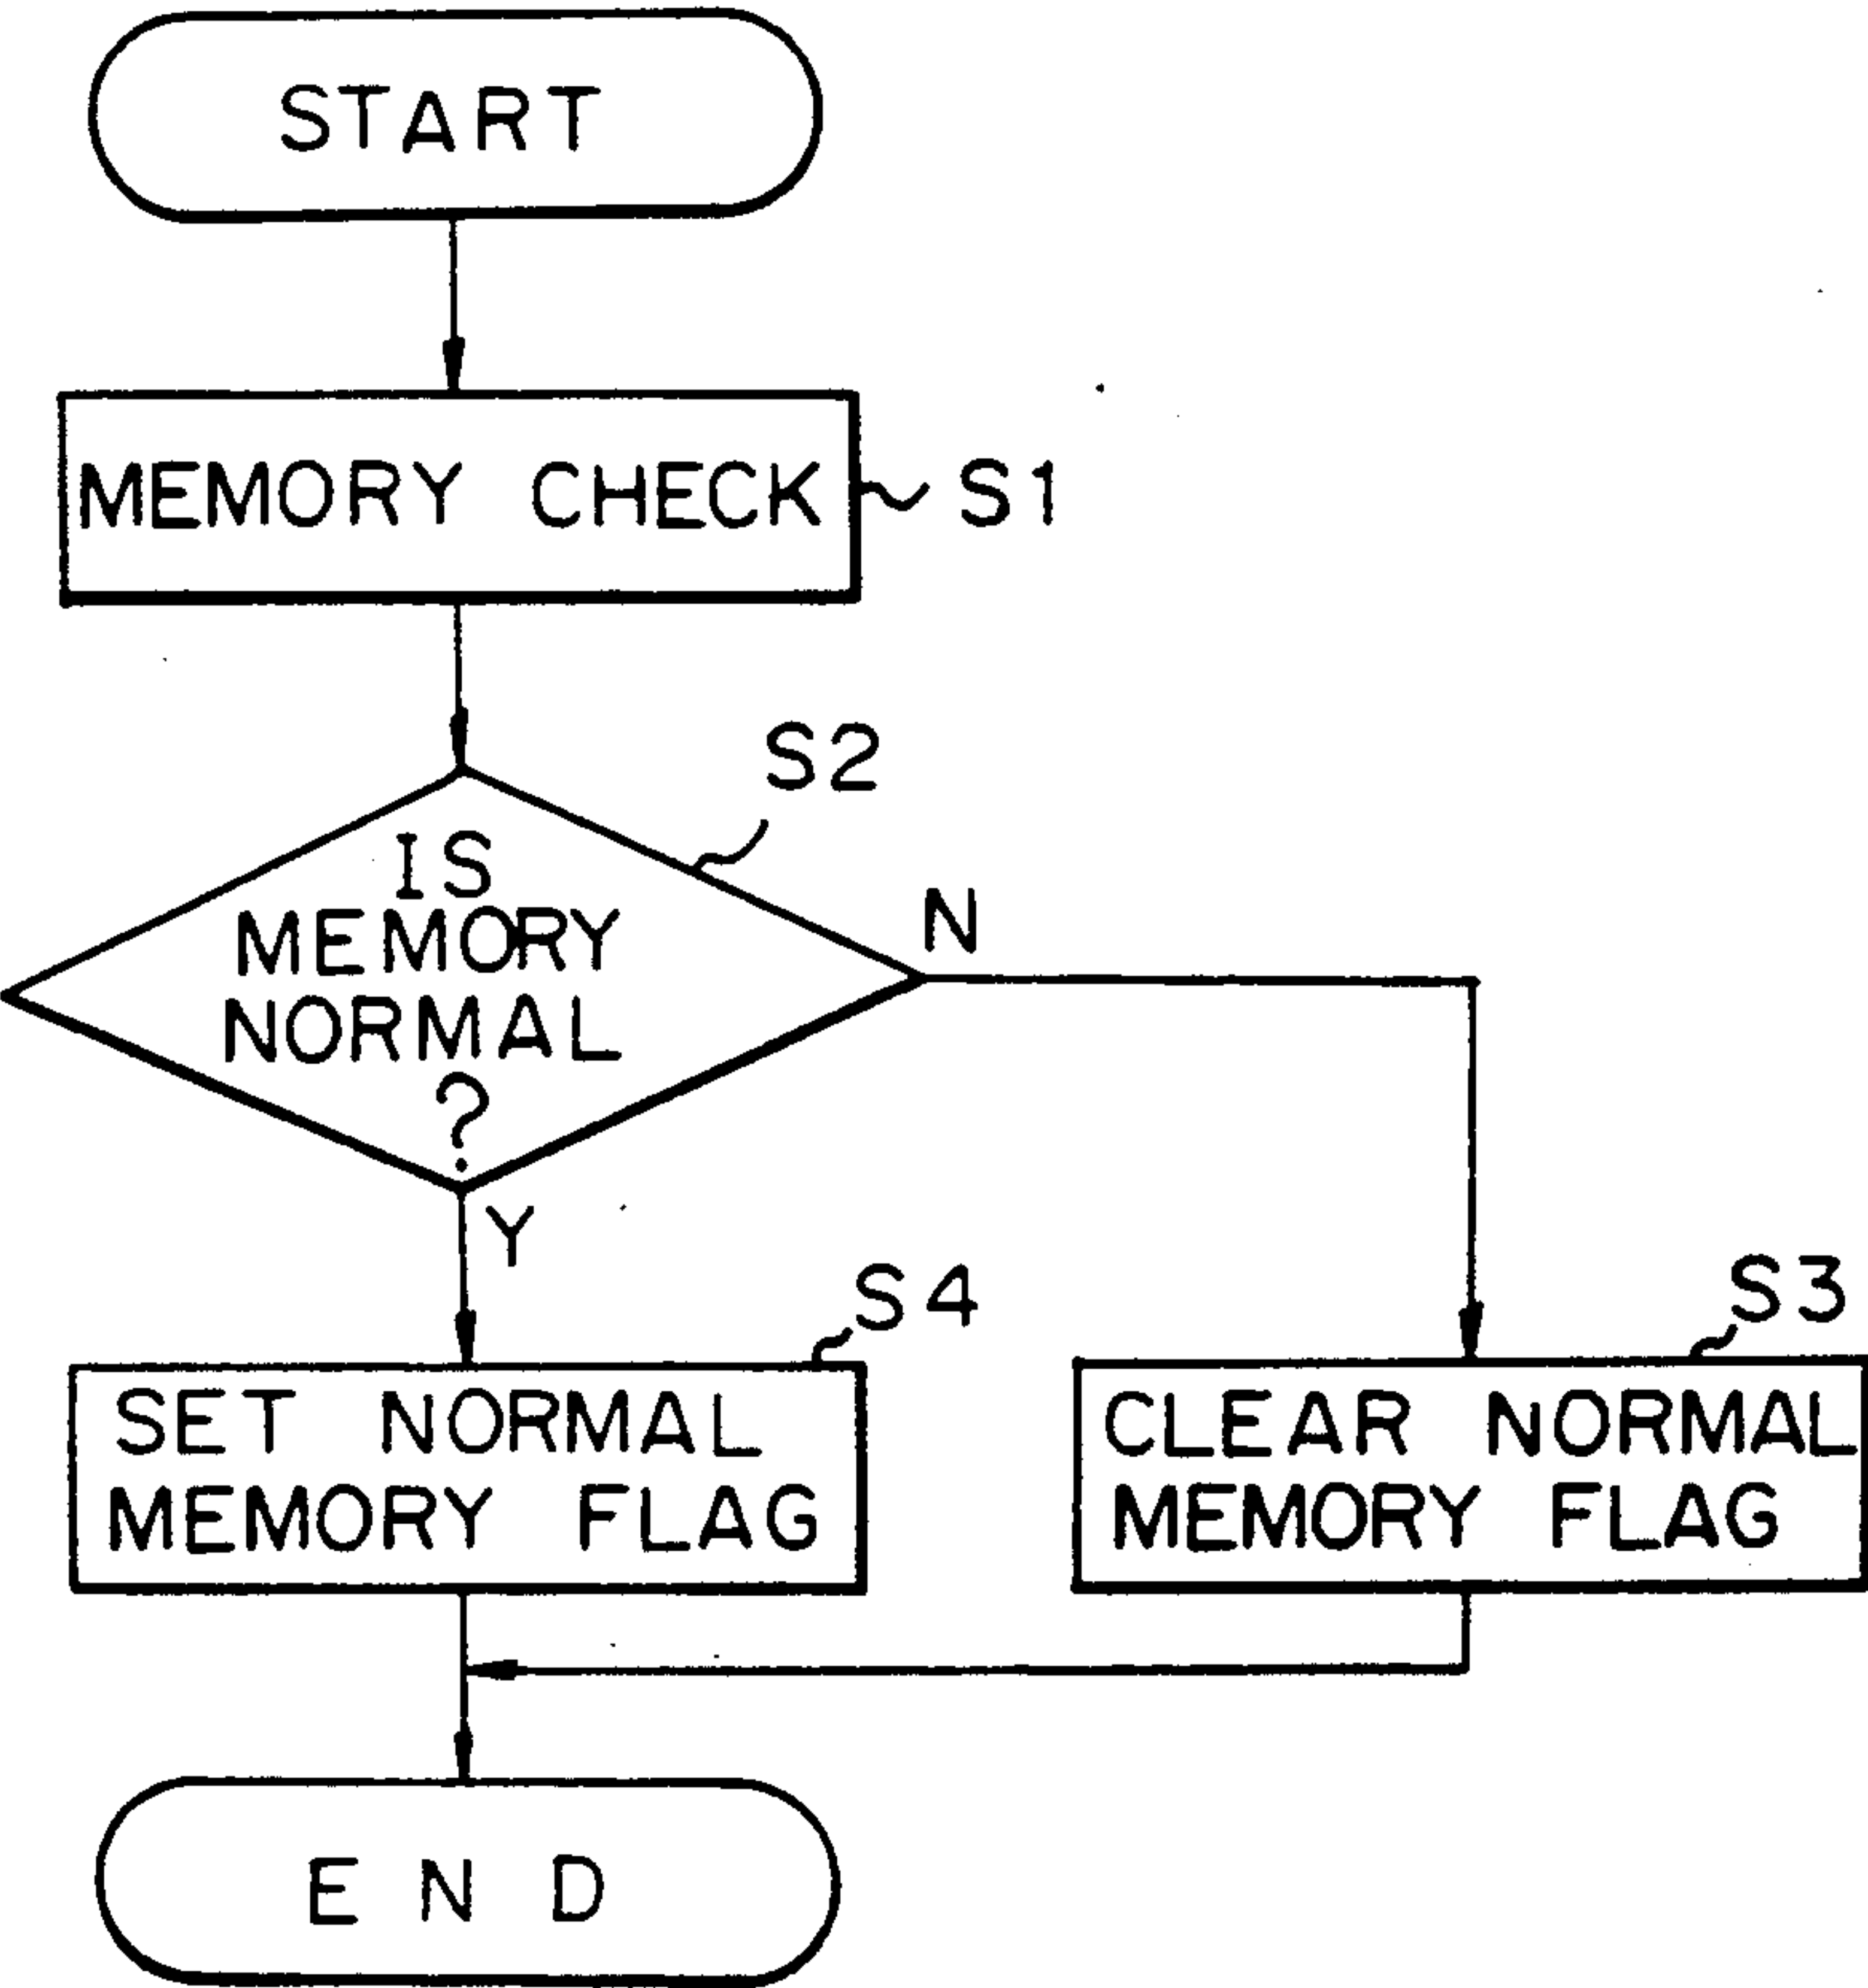 START
MEMORY CHECK
S1
S2
IS
MEMORY
NORMAL
?
N
Y
S4
S3
SET NORMAL
MEMORY FLAG
CLEAR NORMAL
MEMORY FLAG
END